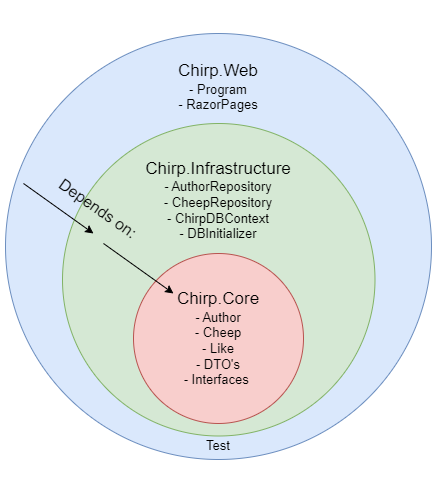 Chirp.Web
- Program
- RazorPages
Chirp.Infrastructure
- AuthorRepository
- CheepRepository
- ChirpDBContext
- DBInitializer
Depends on:
Chirp.Core
- Author
- Cheep
- Like
- DTO's
- Interfaces
Test